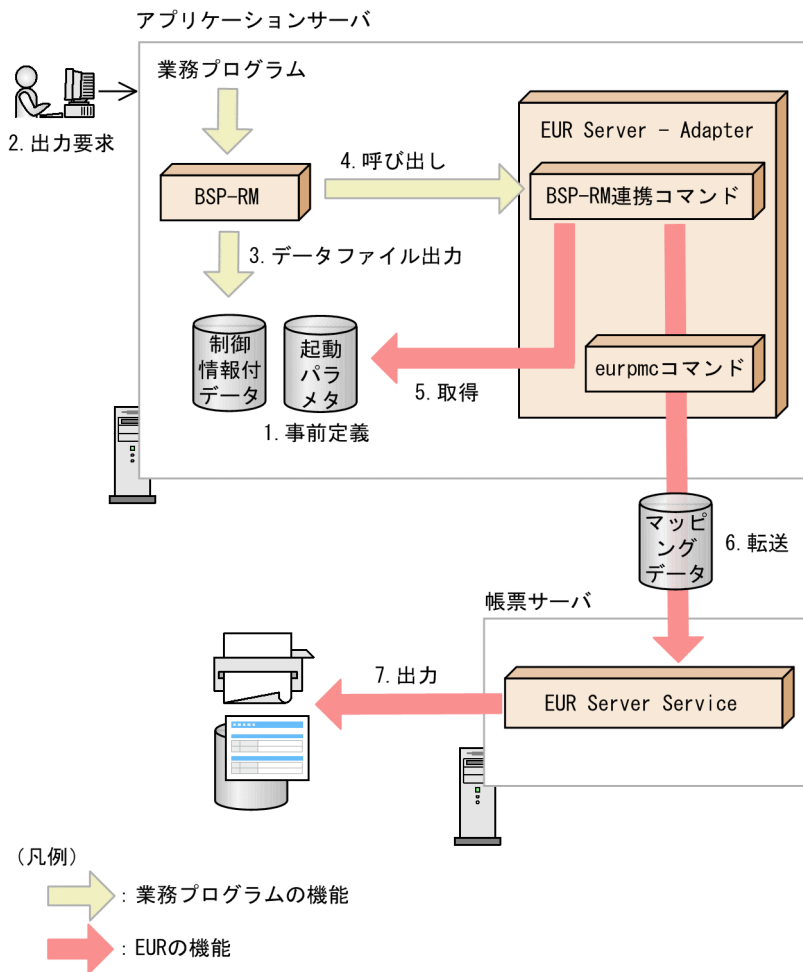 アプリケーションサーバ
業務プログラム
2.出力要求
EUR Server － Adapter
4.呼び出し
BSP-RM
BSP-RM連携コマンド
3.データファイル出力
制御
情報付
データ
起動
パラ
メタ
eurpmcコマンド
5.取得
1.事前定義
マッピ
ング
データ
6.転送
帳票サーバ
7.出力
EUR Server Service
（凡例）
：業務プログラムの機能
：EURの機能